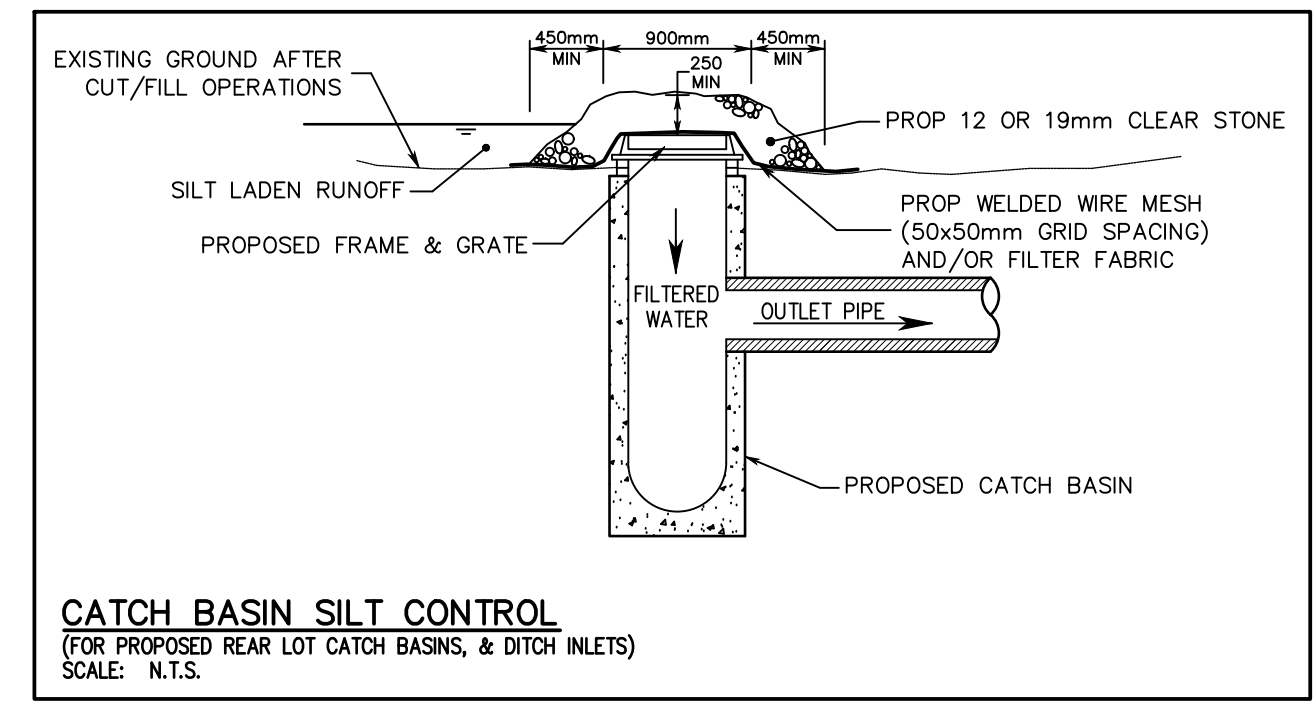 450mm
MIN
900mm
450mm
MIN
250
MIN
EXISTING GROUND AFTER
CUT/FILL OPERATIONS
PROP 12 OR 19mm CLEAR STONE
SILT LADEN RUNOFF
PROP WELDED WIRE MESH
(50x50mm GRID SPACING)
AND/OR FILTER FABRIC
PROPOSED FRAME & GRATE
FILTERED
WATER
OUTLET PIPE
PROPOSED CATCH BASIN
CATCH BASIN SILT CONTROL
(FOR PROPOSED REAR LOT CATCH BASINS, & DITCH INLETS)
SCALE: N.T.S.